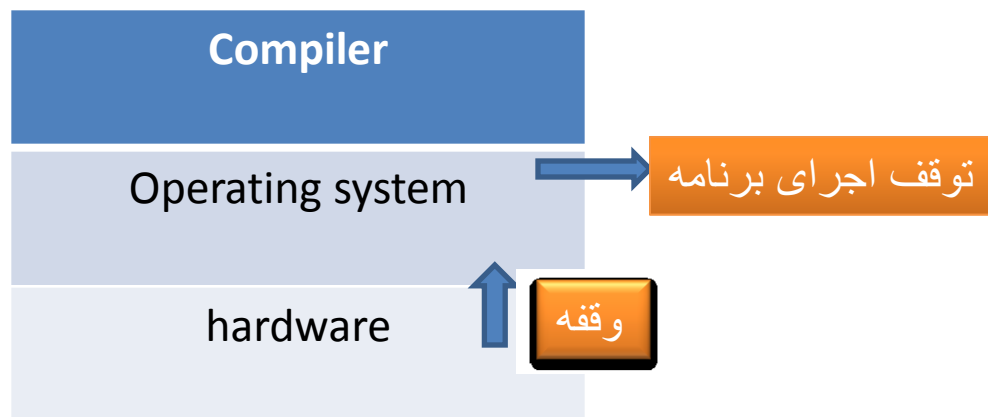 Compiler
Operating system
توقف اجرای برنامه
hardware
وقفه